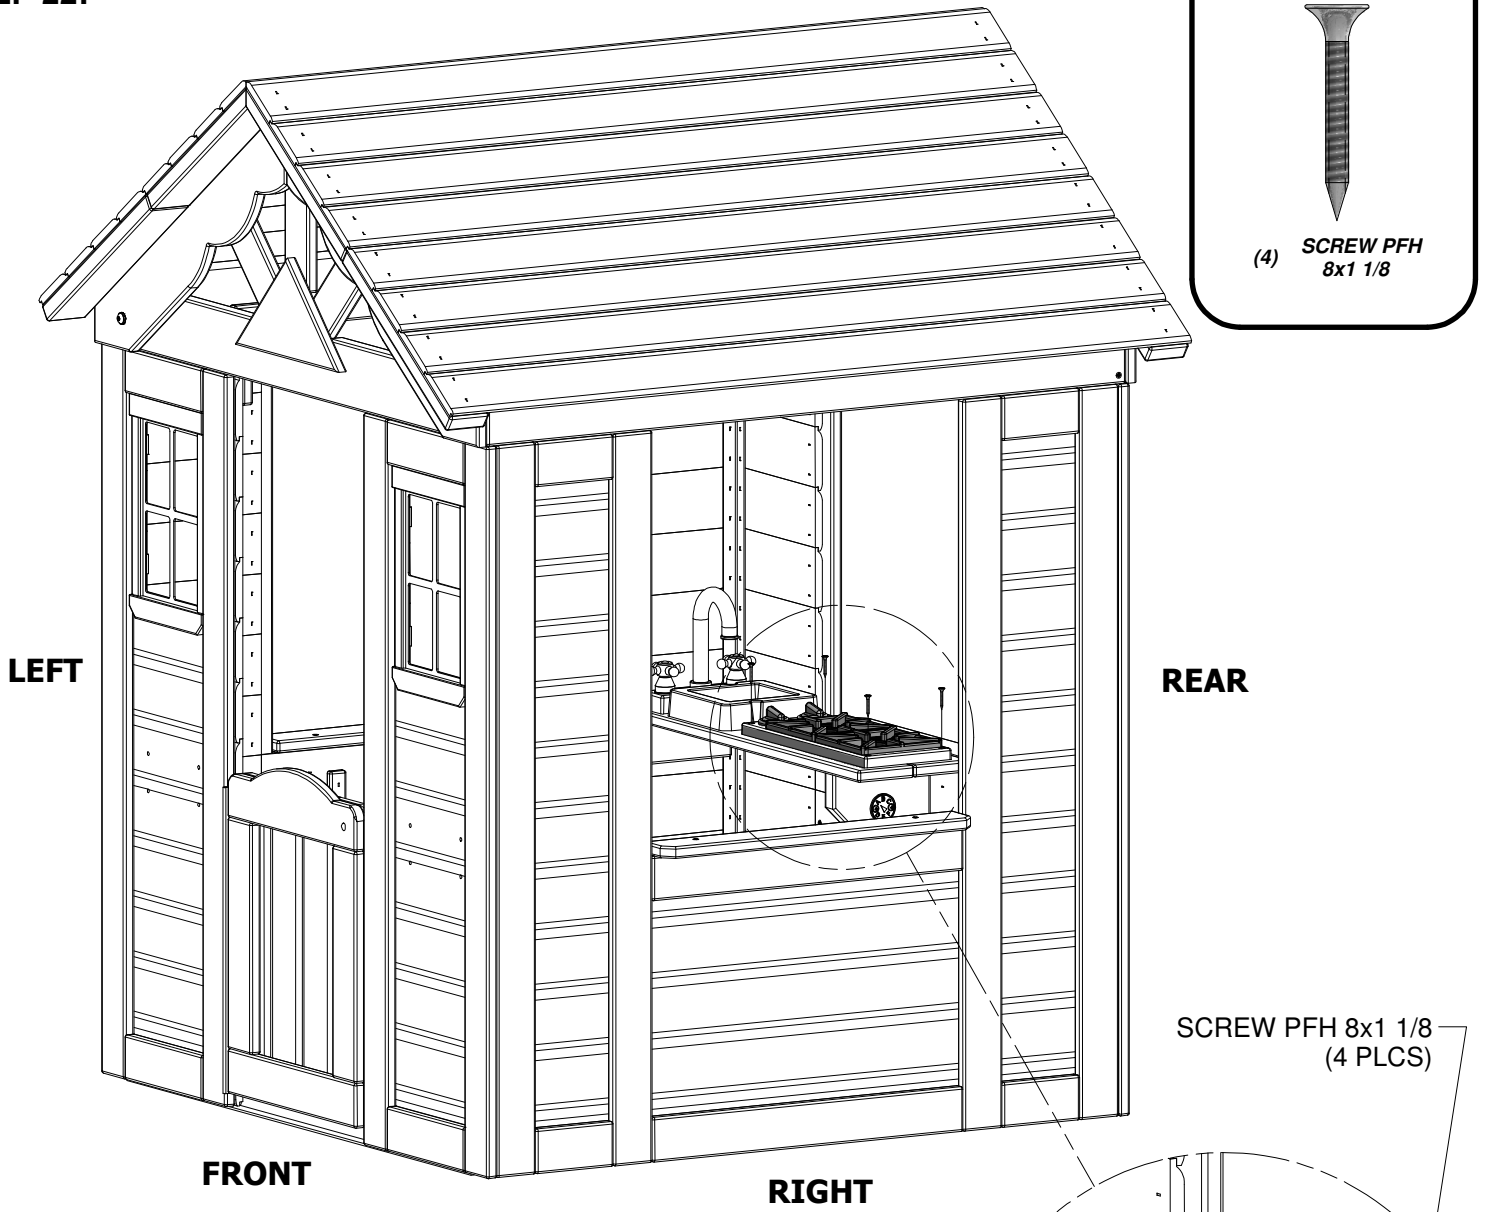 (4) SCREW PFH
8x1 1/8
LEFT
REAR
SCREW PFH 8x1 1/8
(4 PLCS)
FRONT
RIGHT